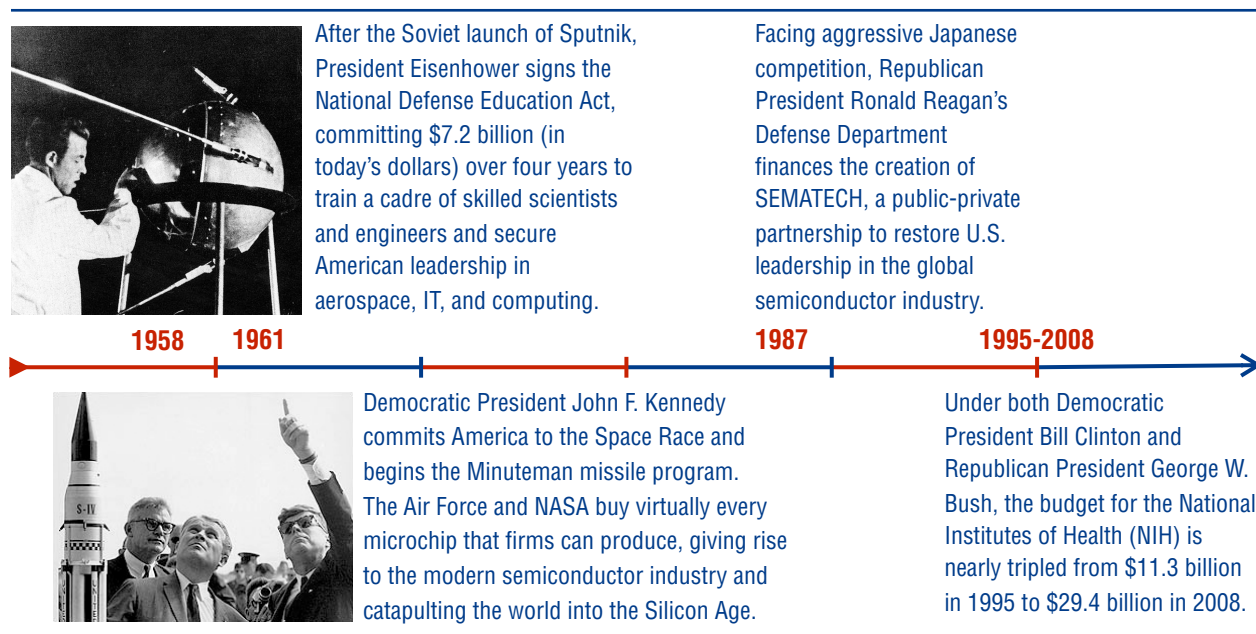 After the Soviet launch of Sputnik,
President Eisenhower signs the
National Defense Education Act,
committing $7.2 billion (in
today's dollars) over four years to
train a cadre of skilled scientists
and engineers and secure
American leadership in
aerospace, IT, and computing.
Facing aggressive Japanese
competition, Republican
President Ronald Reagan's
Defense Department
finances the creation of
SEMATECH, a public-private
partnership to restore U.S.
leadership in the global
semiconductor industry.
1958
1961
1987
1995-2008
S-IV
Democratic President John F. Kennedy
commits America to the Space Race and
begins the Minuteman missile program.
The Air Force and NASA buy virtually every
microchip that firms can produce, giving rise
to the modern semiconductor industry and
catapulting the world into the Silicon Age.
Under both Democratic
President Bill Clinton and
Republican President George W.
Bush, the budget for the National
Institutes of Health (NIH) is
nearly tripled from $11.3 billion
in 1995 to $29.4 billion in 2008.